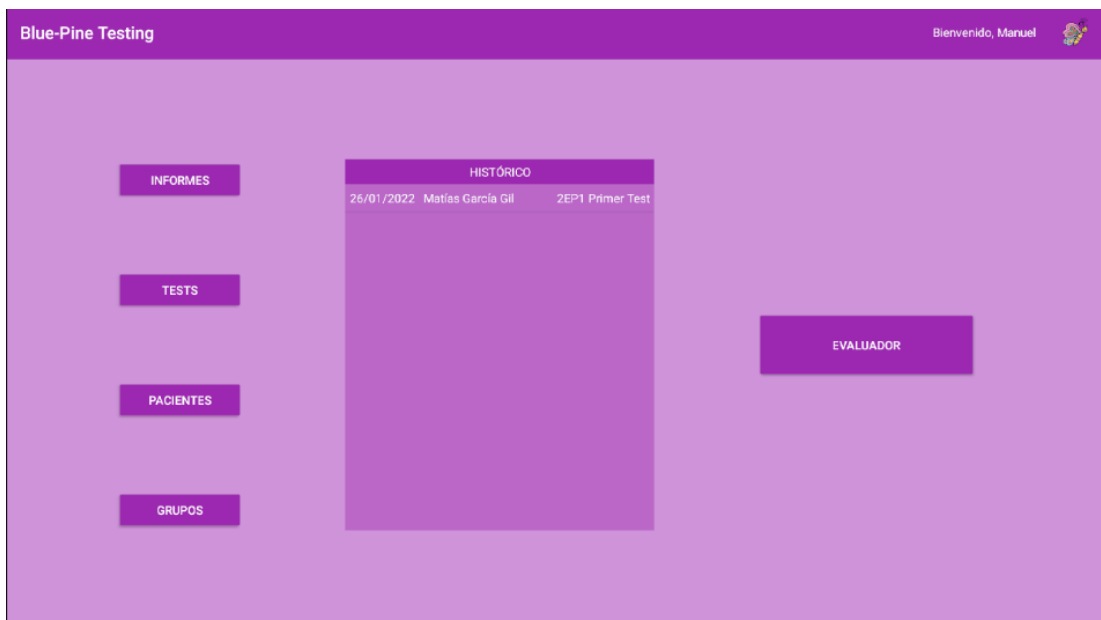 Blue-Pine Testing
Bienvenido, Manuel
INFORMES
TESTS
PACIENTES
GRUPOS
HISTÓRICO
26/01/2022 Matías García Gil 2EP1 Primer Test
EVALUADOR